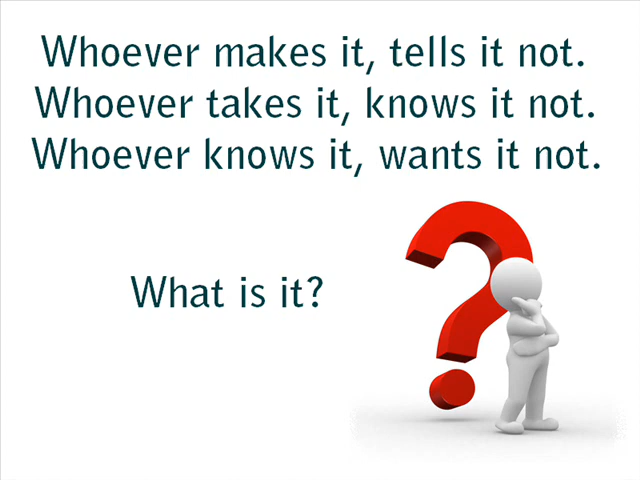 Whoever makes it, tells it not.
Whoever takes it, knows it not.
Whoever knows it, wants it not.
What is it?